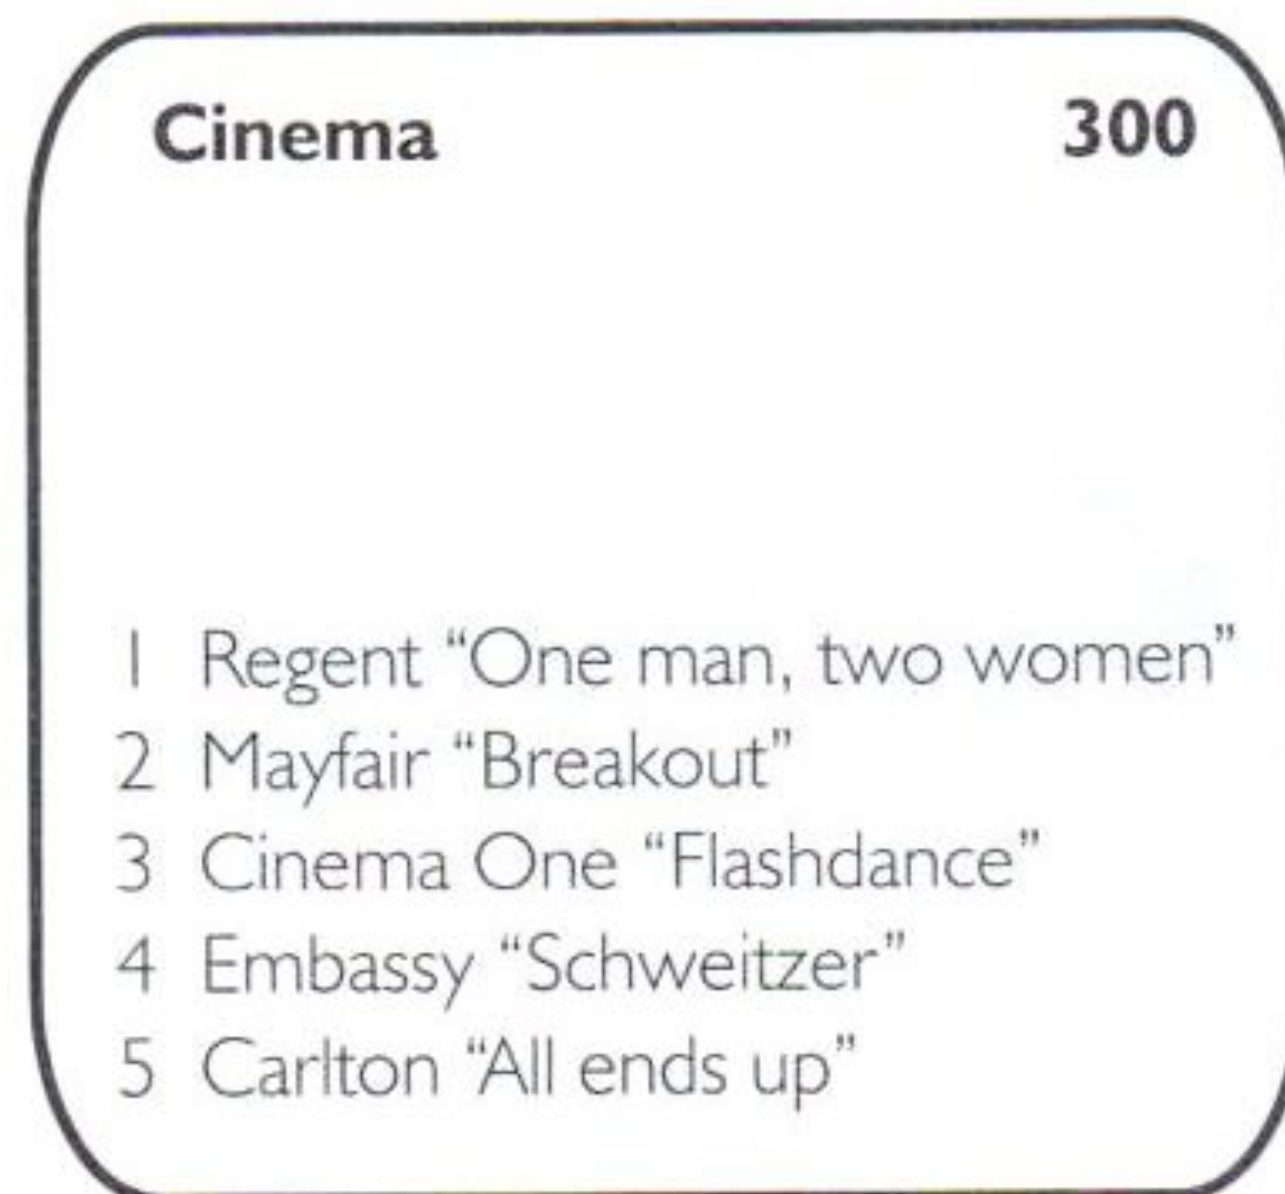 Cinema 300
1 Regent “One man, two women”
2 Mayfair “Breakout”
3 Cinema One “Flashdance”
4 Embassy “Schweitzer”
5 Carlton “All ends up”